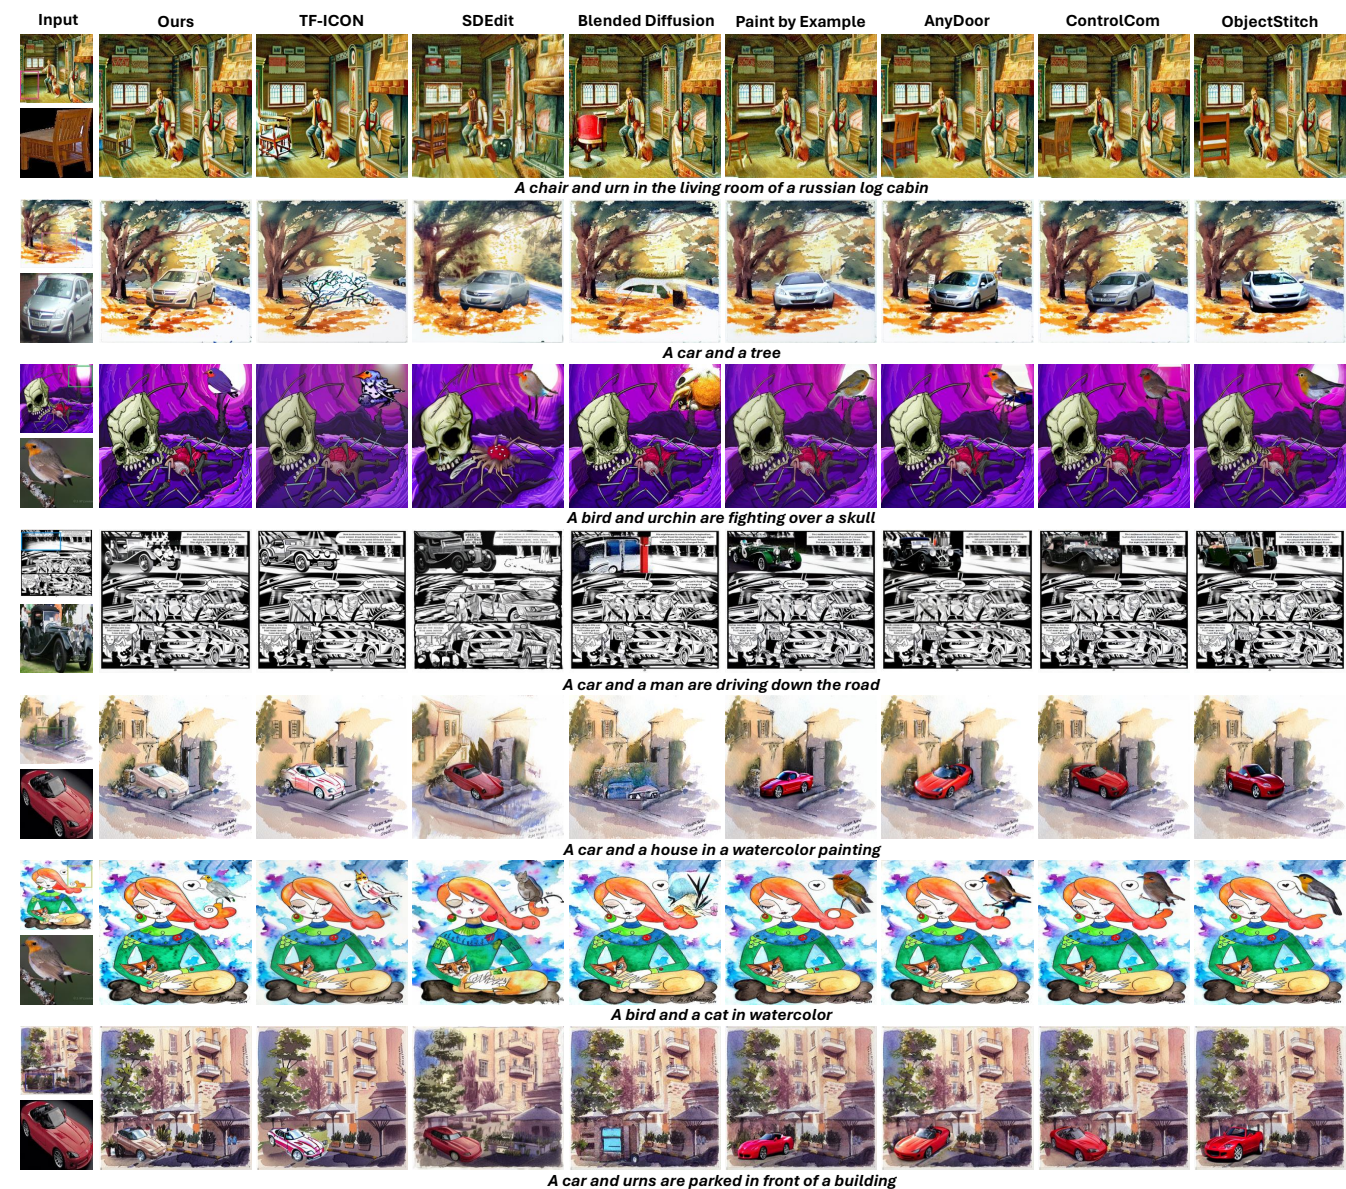 Input Ours TF-ICON SDEdit Blended Diffusion Paint by Example AnyDoor ControlCom ObjectStitch
A chair and urn in the living room of a russian log cabin
A car and a tree
A bird and urchin are fighting over a skull
A car and a man are driving down the road
A car and a house in a watercolor painting
A bird and a cat in watercolor
A car and urns are parked in front of a building